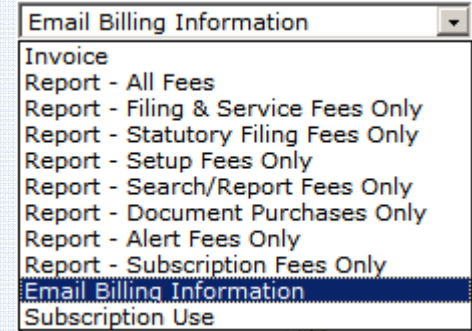 Email Billing Information
Invoice
Report - All Fees
Report - Filing & Service Fees Only
Report - Statutory Filing Fees Only
Report - Setup Fees Only
Report - Search/Report Fees Only
Report - Document Purchases Only
Report - Alert Fees Only
Report - Subscription Fees Only
Email Billing Information
Subscription Use